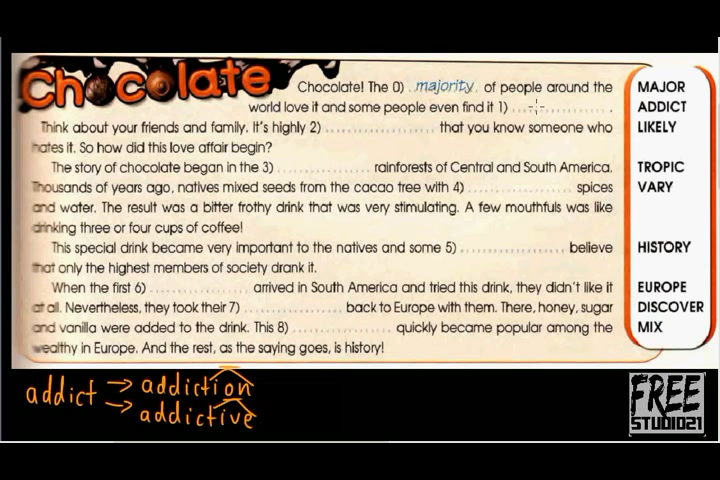 Chocolate
Chocolate! The 0) .majority. of people around the
world love it and some people even find it 1) ........................ .
Think about your friends and family. It's highly 2) ........................ that you know someone who
hates it. So how did this love affair begin?
The story of chocolate began in the 3) ........................ rainforests of Central and South America.
Thousands of years ago, natives mixed seeds from the cacao tree with 4) ........................ spices
and water. The result was a bitter frothy drink that was very stimulating. A few mouthfuls was like
drinking three or four cups of coffee!
This special drink became very important to the natives and some 5) ........................ believe
that only the highest members of society drank it.
When the first 6) ........................ arrived in South America and tried this drink, they didn't like it
at all. Nevertheless, they took their 7) ........................ back to Europe with them. There, honey, sugar
and vanilla were added to the drink. This 8) ........................ quickly became popular among the
wealthy in Europe. And the rest, as the saying goes, is history!
MAJOR
ADDICT
LIKELY
TROPIC
VARY
HISTORY
EUROPE
DISCOVER
MIX
addict → addiction
→ addictive
FREE
STUDIO21